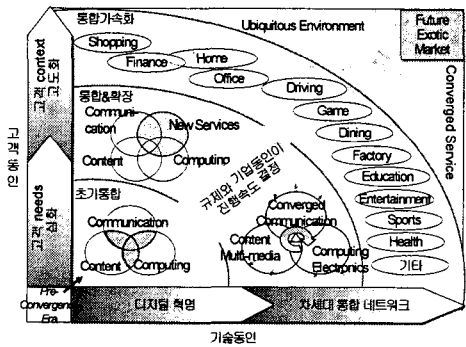 통합가속화
Ubiquitous Environment
Future
Exotic
Market
Shopping
Finance
Home
Office
Driving
Game
Dining
Factory
Education
Entertainment
Sports
Health
기타
Converged Service
통합&확장
Communi-
cation
New Services
Content
Computing
규제와 기업동인이
진행속도 결정
초기통합
Communication
Content
Computing
Converged
Communication
Content
Multi-media
Computing
Electronics
고객동인
고객 context
고도화
고객 needs
심화
Pre-
Convergence
Era
디지털 혁명
차세대 통합 네트워크
기술동인